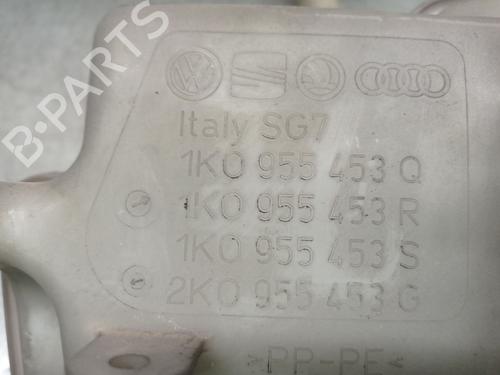 Italy SG7
1K0 955 453 Q
1K0 955 453 R
1K0 955 453 S
2K0 955 453 G
>PP-PE<
B-PARTS